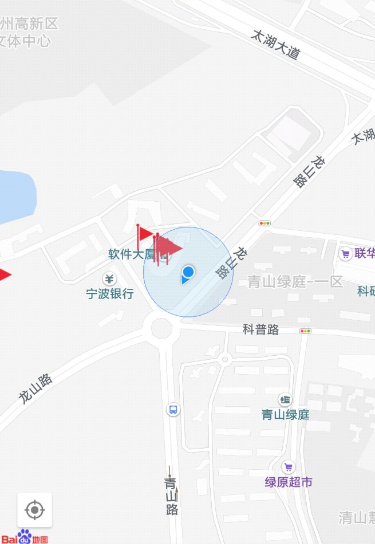 州高新区
文体中心
太湖大道
太湖
龙山路
软件大厦
龙山路
联华
宁波银行
青山绿庭-一区
科研
科普路
龙山路
青山绿庭
青山路
绿原超市
清山慧
Bai地图